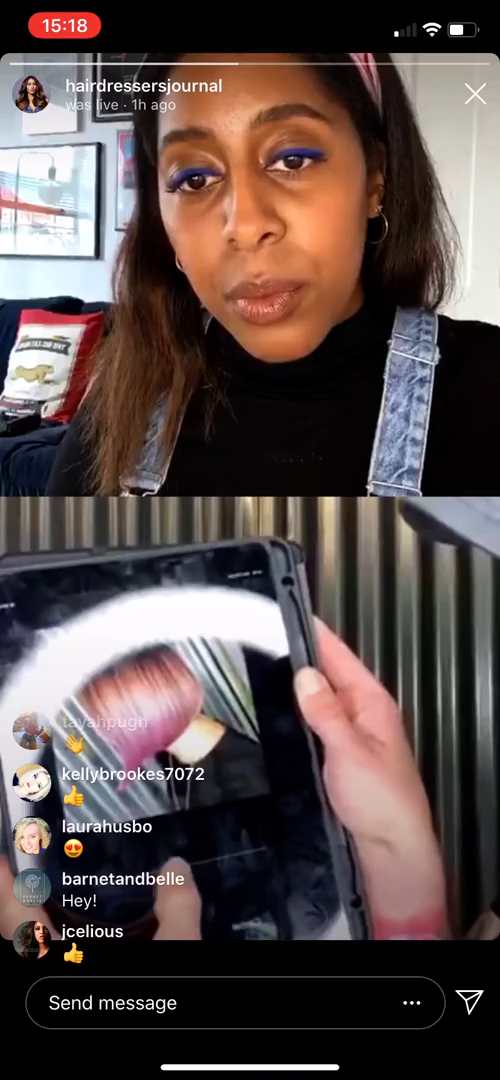 15:18
hairdressersjournal
was live · 1h ago
tayahpugh
👋
kellybrookes7072
👍
laurahusbo
😍
barnetandbelle
Hey!
jcelious
👍
Send message